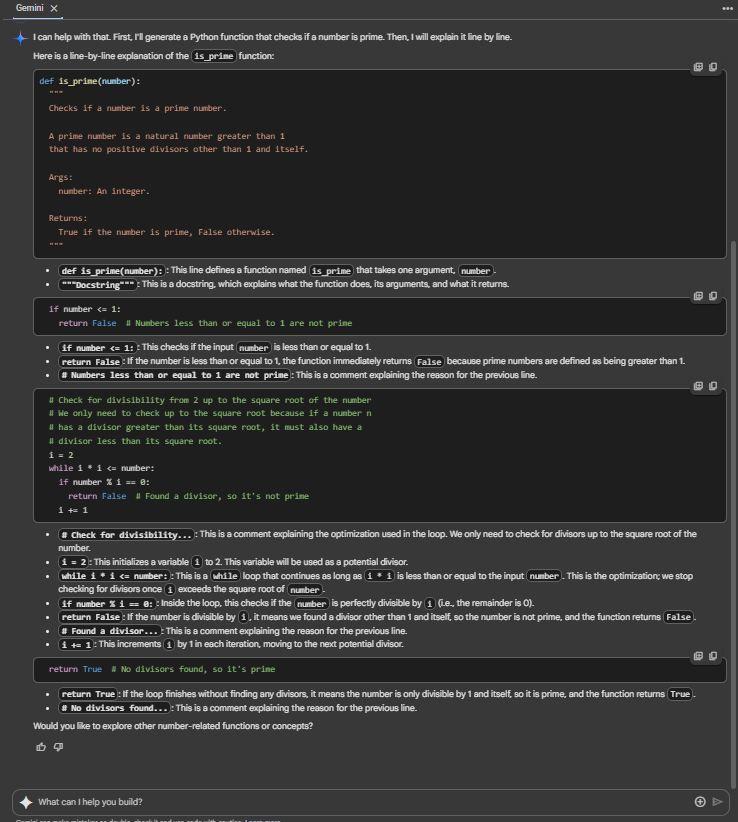 Gemini
I can help with that. First, I'll generate a Python function that checks if a number is prime. Then, I will explain it line by line.
Here is a line-by-line explanation of the is_prime function:
def is_prime(number):
"""
Checks if a number is a prime number.
A prime number is a natural number greater than 1
that has no positive divisors other than 1 and itself.
Args:
number: An integer.
Returns:
True if the number is prime, False otherwise.
"""
• def is_prime(number): : This line defines a function named is_prime that takes one argument, number.
• """Docstring""" : This is a docstring, which explains what the function does, its arguments, and what it returns.
if number <= 1:
return False # Numbers less than or equal to 1 are not prime
• if number <= 1: : This checks if the input number is less than or equal to 1.
• return False : If the number is less than or equal to 1, the function immediately returns False because prime numbers are defined as being greater than 1.
• # Numbers less than or equal to 1 are not prime : This is a comment explaining the reason for the previous line.
# Check for divisibility from 2 up to the square root of the number
# We only need to check up to the square root because if a number n
# has a divisor greater than its square root, it must also have a
# divisor less than its square root.
i = 2
while i * i <= number:
if number % i == 0:
return False # Found a divisor, so it's not prime
i += 1
• # Check for divisibility... : This is a comment explaining the optimization used in the loop. We only need to check for divisors up to the square root of the
number.
• i = 2 : This initializes a variable i to 2. This variable will be used as a potential divisor.
• while i * i <= number: : This is a while loop that continues as long as i * i is less than or equal to the input number. This is the optimization; we stop
checking for divisors once i exceeds the square root of number.
• if number % i == 0: : Inside the loop, this checks if the number is perfectly divisible by i (i.e., the remainder is 0).
• return False : If the number is divisible by i, it means we found a divisor other than 1 and itself, so the number is not prime, and the function returns False.
• # Found a divisor... : This is a comment explaining the reason for the previous line.
• i += 1 : This increments i by 1 in each iteration, moving to the next potential divisor.
return True # No divisors found, so it's prime
• return True : If the loop finishes without finding any divisors, it means the number is only divisible by 1 and itself, so it is prime, and the function returns True.
• # No divisors found... : This is a comment explaining the reason for the previous line.
Would you like to explore other number-related functions or concepts?
What can I help you build?